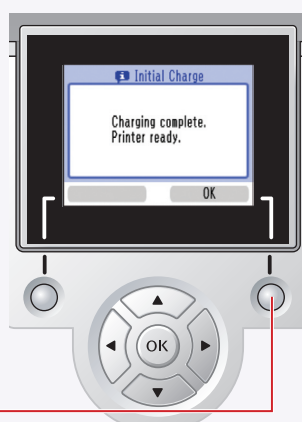 Initial Charge
Charging complete.
Printer ready.
OK
OK